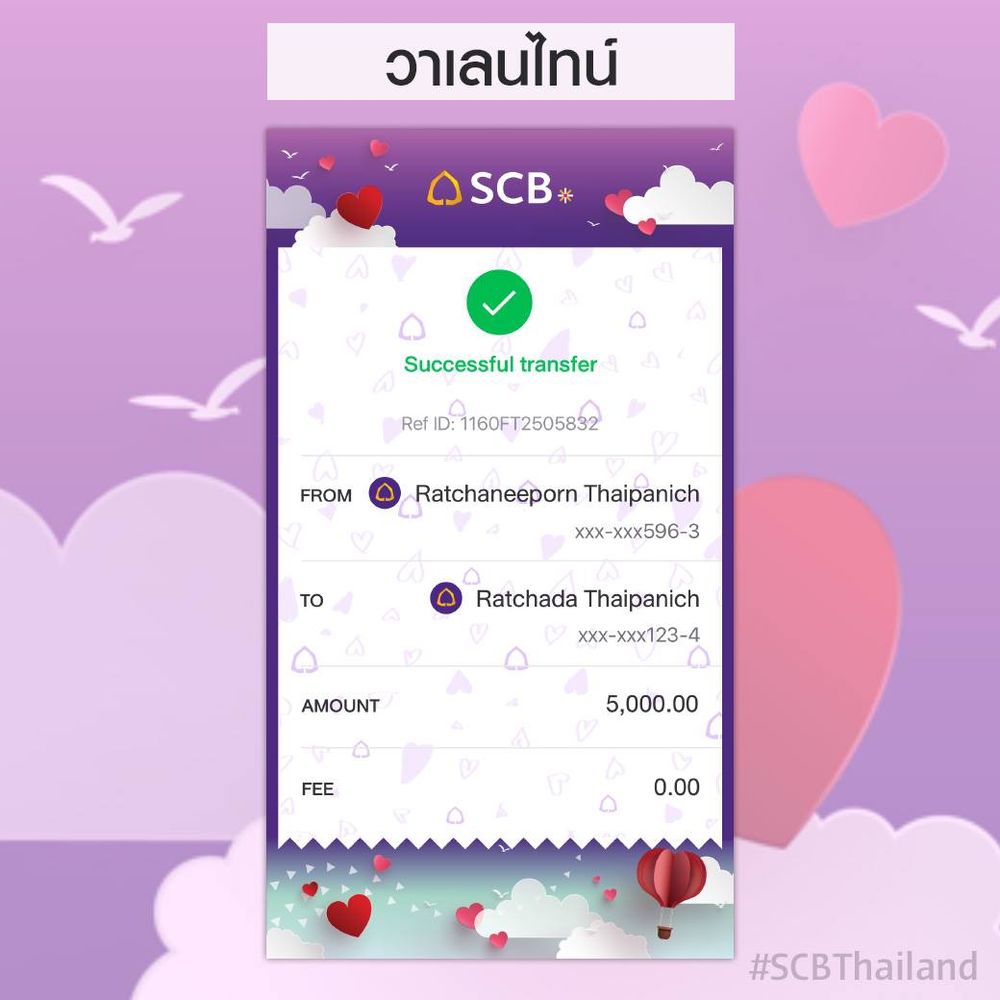 วาเลนไทน์
SCB
Successful transfer
Ref ID: 1160FT2505832
FROM Ratchaneeporn Thaipanich
xxx-xxx596-3
TO Ratchada Thaipanich
xxx-xxx123-4
AMOUNT 5,000.00
FEE 0.00
#SCBThailand